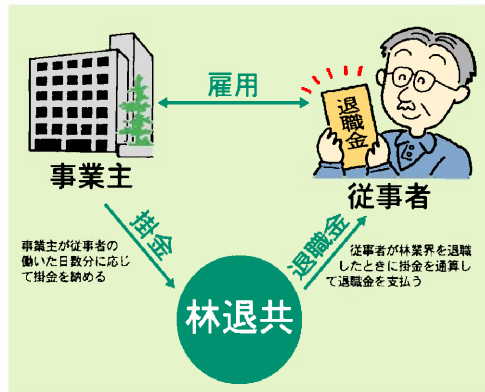 雇用
退職金
事業主
従事者
掛金
退職金
事業主が従事者の
働いた日数分に応じ
て掛金を納める
従事者が林業界を退職
したときに掛金を通算し
て退職金を支払う
林退共